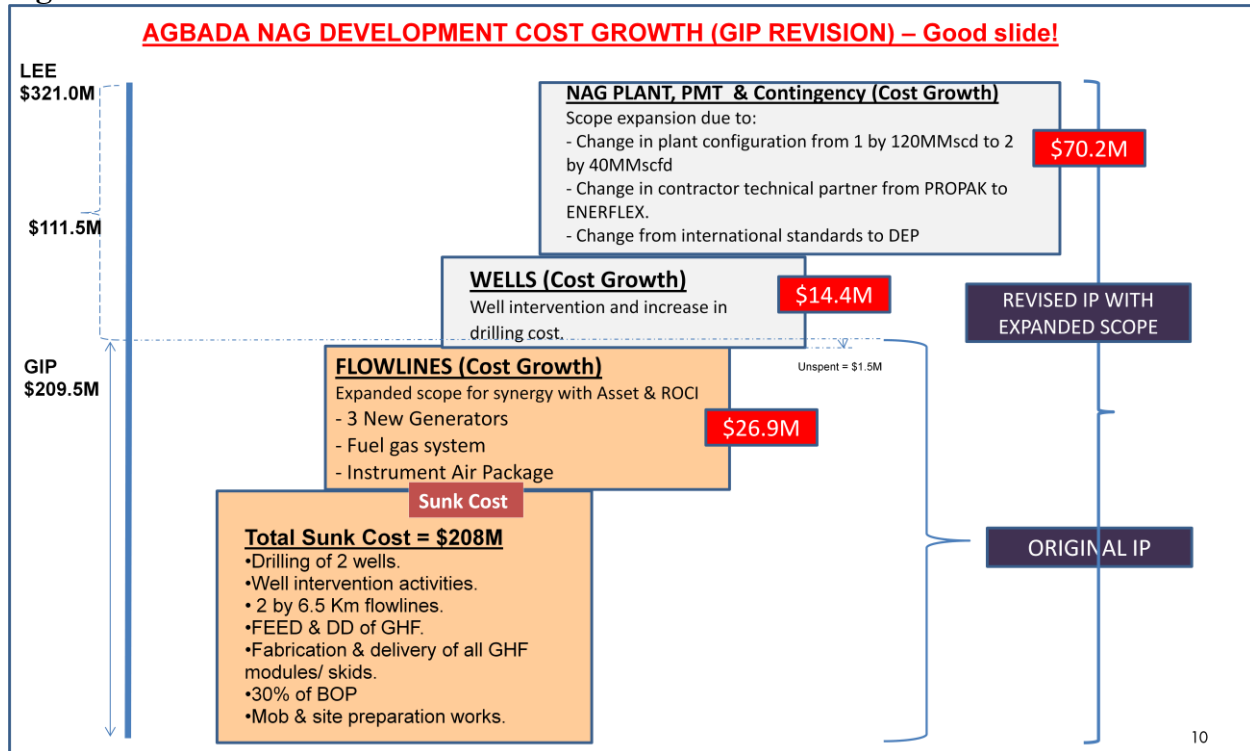 AGBADA NAG DEVELOPMENT COST GROWTH (GIP REVISION) – Good slide!
LEE
$321.0M
$111.5M
GIP
$209.5M
NAG PLANT, PMT & Contingency (Cost Growth)
Scope expansion due to:
- Change in plant configuration from 1 by 120MMscd to 2
by 40MMscfd
- Change in contractor technical partner from PROPAK to
ENERFLEX.
- Change from international standards to DEP
$70.2M
WELLS (Cost Growth)
Well intervention and increase in
drilling cost.
$14.4M
Unspent = $1.5M
REVISED IP WITH
EXPANDED SCOPE
FLOWLINES (Cost Growth)
Expanded scope for synergy with Asset & ROCI
- 3 New Generators
- Fuel gas system
- Instrument Air Package
$26.9M
Sunk Cost
Total Sunk Cost = $208M
•Drilling of 2 wells.
•Well intervention activities.
• 2 by 6.5 Km flowlines.
•FEED & DD of GHF.
•Fabrication & delivery of all GHF
modules/ skids.
•30% of BOP
•Mob & site preparation works.
ORIGINAL IP
10